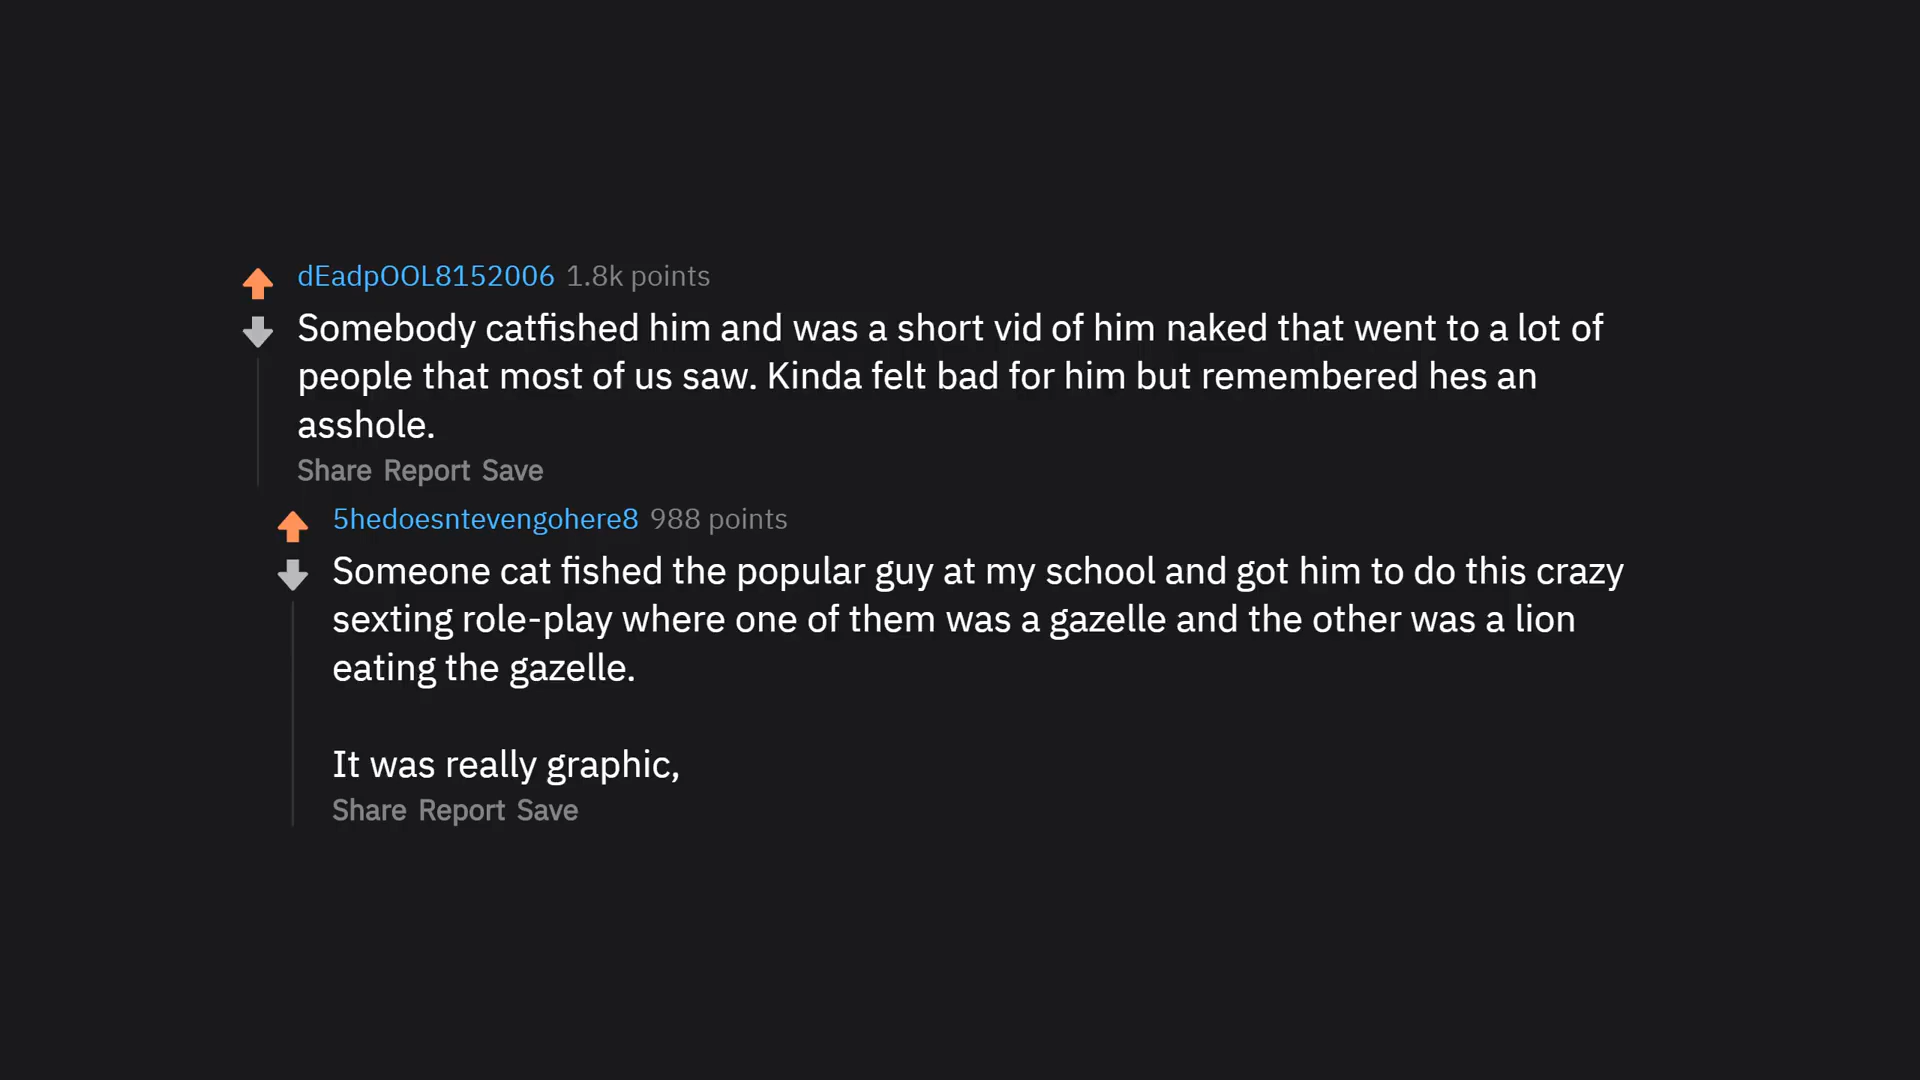 dEadpOOL8152006 1.8k points
Somebody catfished him and was a short vid of him naked that went to a lot of
people that most of us saw. Kinda felt bad for him but remembered hes an
asshole.
Share Report Save
5hedoesntevengohere8 988 points
Someone cat fished the popular guy at my school and got him to do this crazy
sexting role-play where one of them was a gazelle and the other was a lion
eating the gazelle.
It was really graphic,
Share Report Save